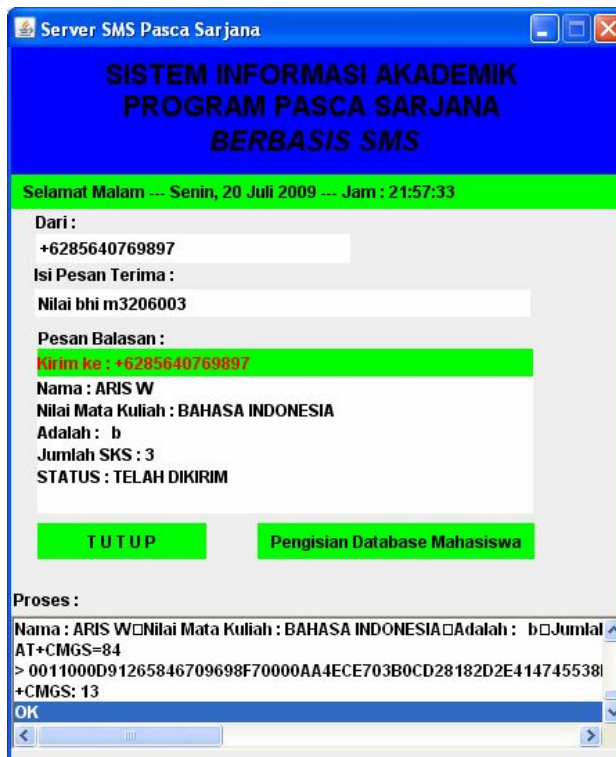 Server SMS Pasca Sarjana
SISTEM INFORMASI AKADEMIK
PROGRAM PASCA SARJANA
BERBASIS SMS
Selamat Malam --- Senin, 20 Juli 2009 --- Jam : 21:57:33
Dari :
+6285640769897
Isi Pesan Terima :
Nilai bhi m3206003
Pesan Balasan :
Kirim ke : +6285640769897
Nama : ARIS W
Nilai Mata Kuliah : BAHASA INDONESIA
Adalah : b
Jumlah SKS : 3
STATUS : TELAH DIKIRIM
T U T U P
Pengisian Database Mahasiswa
Proses :
Nama : ARIS W□Nilai Mata Kuliah : BAHASA INDONESIA□Adalah : b□Jumlal
AT+CMGS=84
> 0011000D91265846709698F70000AA4ECE703B0CD28182D2E414745538
+CMGS: 13
OK